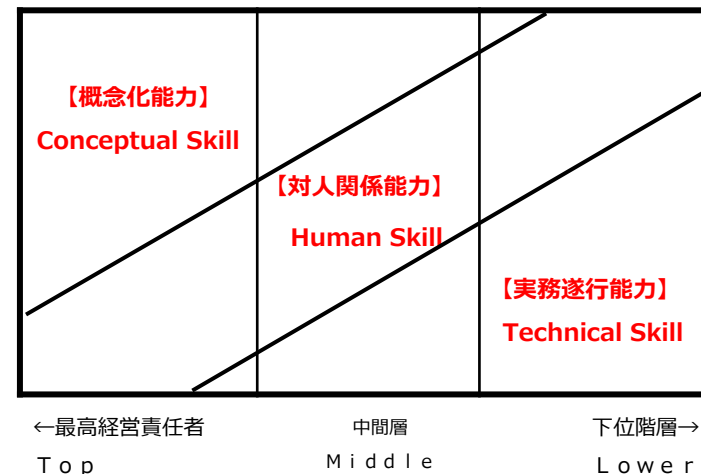 【概念化能力】
Conceptual Skill
【対人関係能力】
Human Skill
【実務遂行能力】
Technical Skill
←最高経営責任者
Ｔｏｐ
中間層
Ｍｉｄｄｌｅ
下位階層→
Ｌｏｗｅｒ